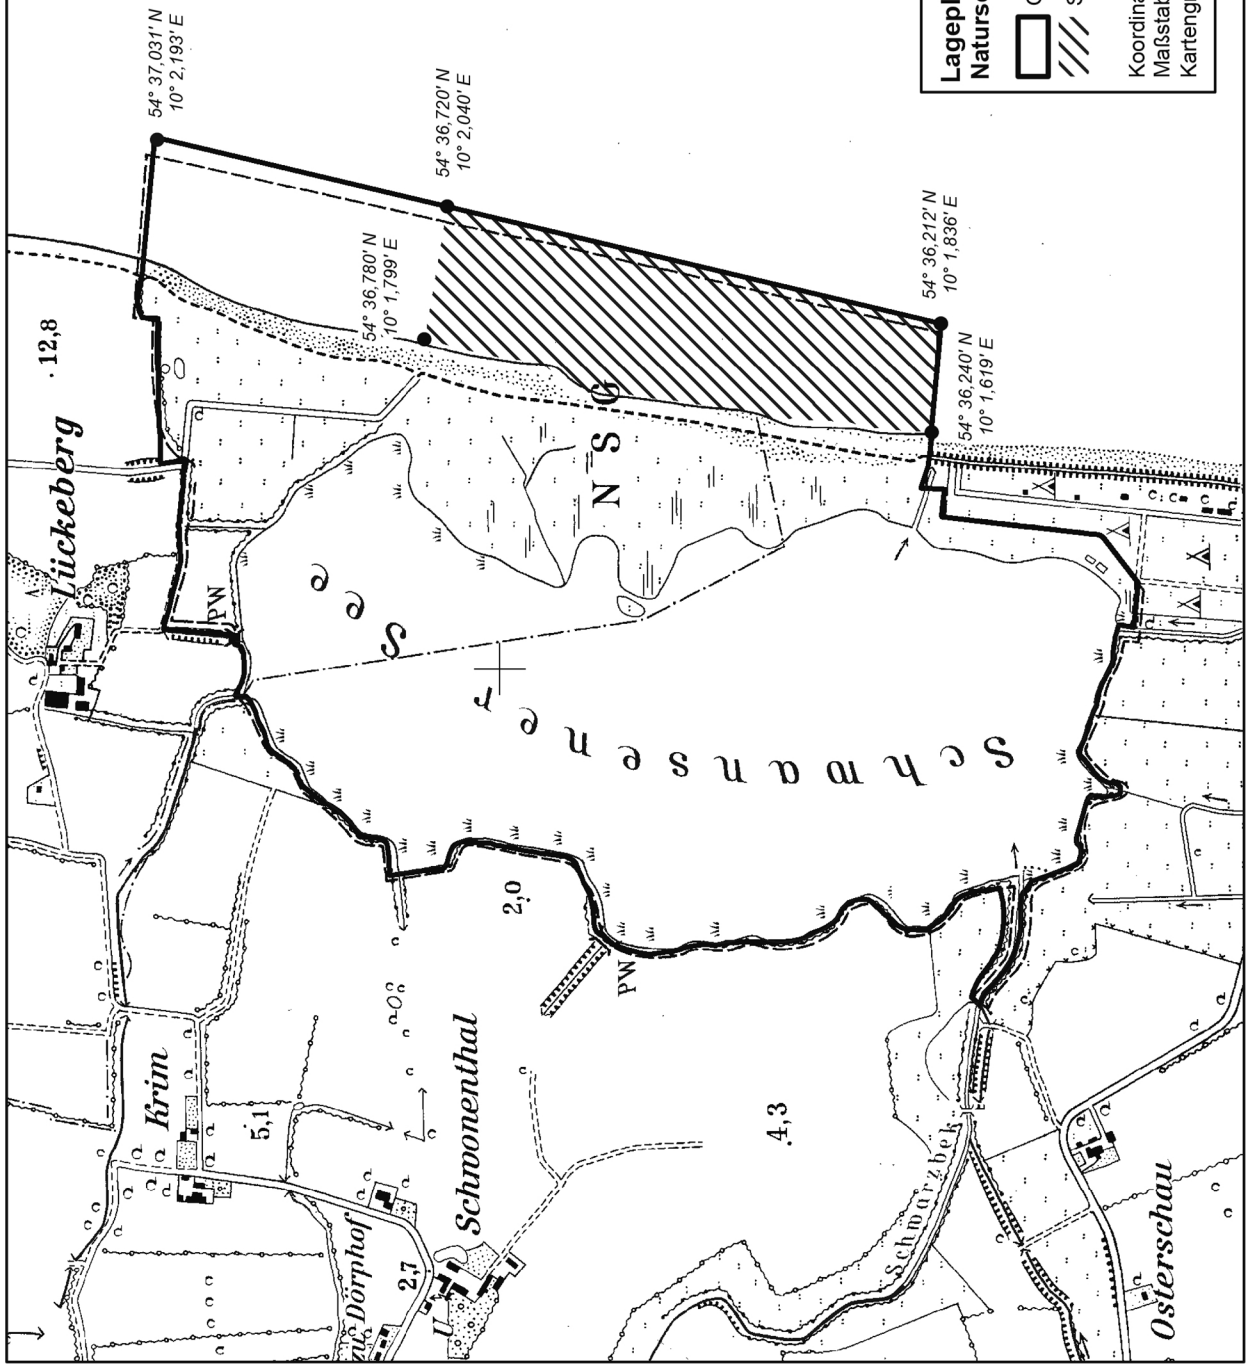 54° 37,031' N
10° 2,193' E
54° 36,720' N
10° 2,040' E
54° 36,780' N
10° 1,799' E
54° 36,212' N
10° 1,836' E
54° 36,240' N
10° 1,619' E
12,8
Lückeberg
PW
N S G
Schwansener See
2,0
PW
Krim
5,1
Schwonenthal
4,3
Schwarzbek
zu Dörphof
2,7
U
Osterschau
Lagepl
Natursc
G
S
Koordina
Maßstab
Kartengr